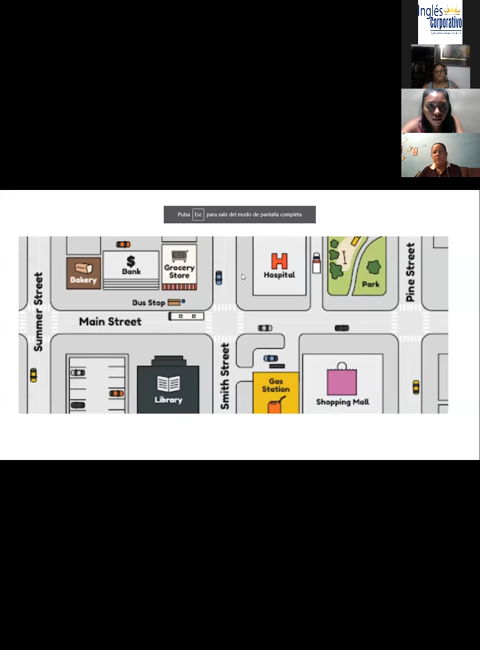 Inglés
Corporativo
Pulsa Esc para salir del modo de pantalla completa
Summer Street
Bakery
$
Bank
Grocery
Store
H
Hospital
Park
Pine Street
Bus Stop
Main Street
Smith Street
Library
Gas
Station
Shopping Mall